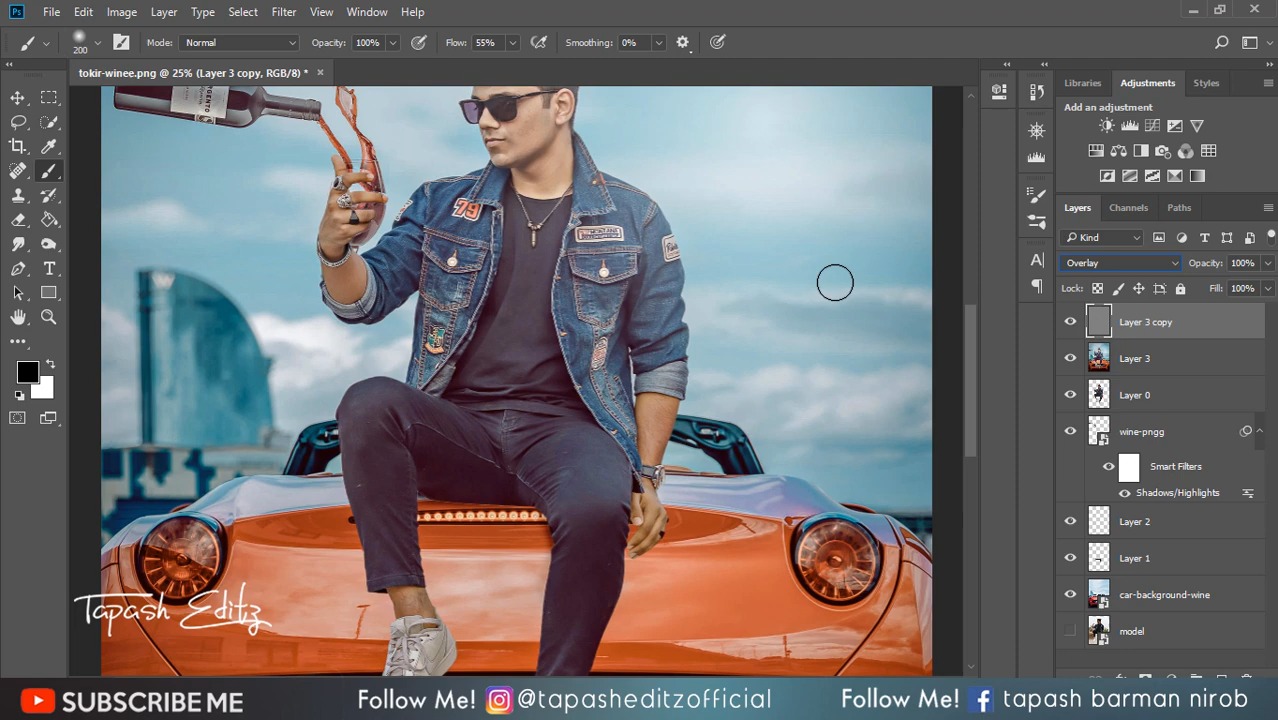 Ps File Edit Image Layer Type Select Filter View Window Help
200 Mode: Normal Opacity: 100% Flow: 55% Smoothing: 0%
tokir-winee.png @ 25% (Layer 3 copy, RGB/8) *
Libraries Adjustments Styles
Add an adjustment
Layers Channels Paths
Kind
Overlay Opacity: 100%
Lock: Fill: 100%
Layer 3 copy
Layer 3
Layer 0
wine-pngg
Smart Filters
Shadows/Highlights
Layer 2
Layer 1
car-background-wine
model
79
Tapash Editz
SUBSCRIBE ME Follow Me! @tapasheditzofficial Follow Me! tapash barman nirob